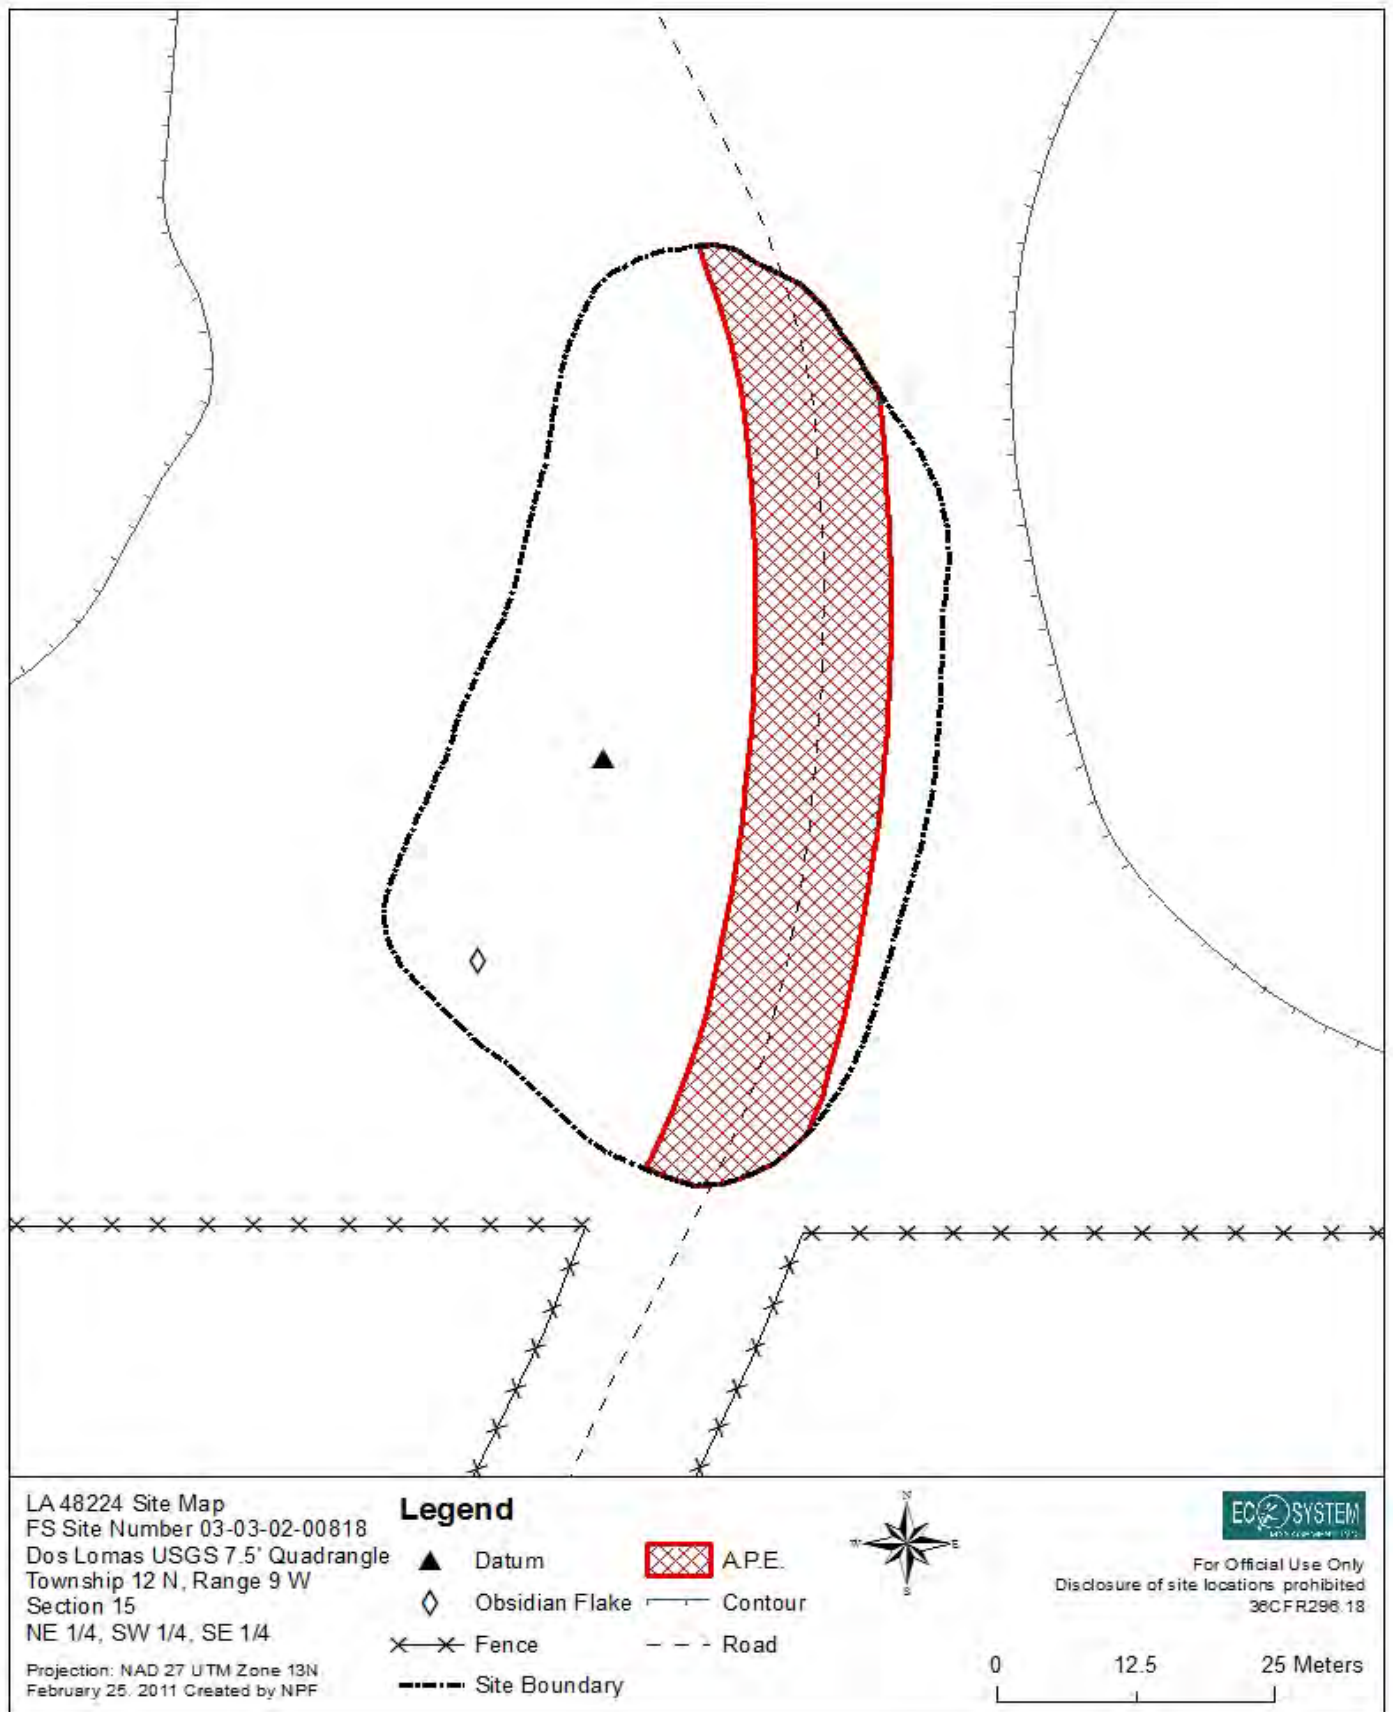 LA 48224 Site Map
FS Site Number 03-03-02-00818
Dos Lomas USGS 7.5' Quadrangle
Township 12 N, Range 9 W
Section 15
NE 1/4, SW 1/4, SE 1/4
Projection: NAD 27 UTM Zone 13N
February 25, 2011 Created by NPF
Legend
Datum
Obsidian Flake
Fence
Site Boundary
A.P.E.
Contour
Road
N
W E
S
ECOSYSTEM
For Official Use Only
Disclosure of site locations prohibited
36CFR296.18
0 12.5 25 Meters